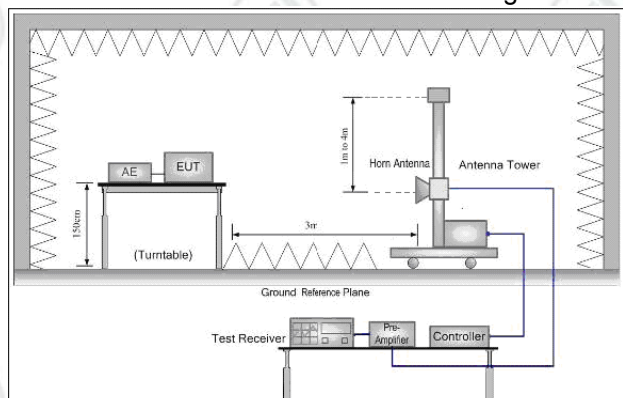 1m to 4m
Horn Antenna
Antenna Tower
AE
EUT
150cm
(Turntable)
3m
Ground Reference Plane
Test Receiver
Pre-
Amplifier
Controller